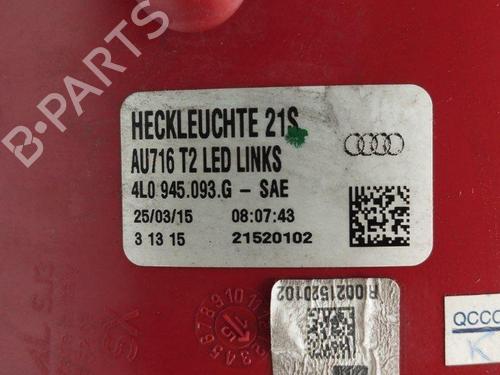 B-PARTS
HECKLEUCHTE 21S
AU716 T2 LED LINKS
4L0 945.093.G - SAE
25/03/15 08:07:43
3 13 15 21520102
R0021520102
QCCC
K